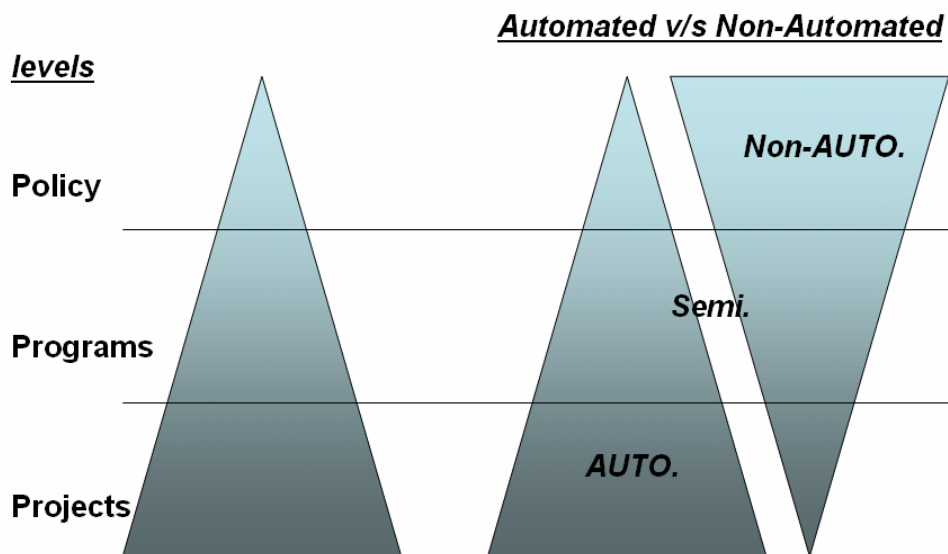 Automated v/s Non-Automated
levels
Non-AUTO.
Policy
Semi.
Programs
AUTO.
Projects